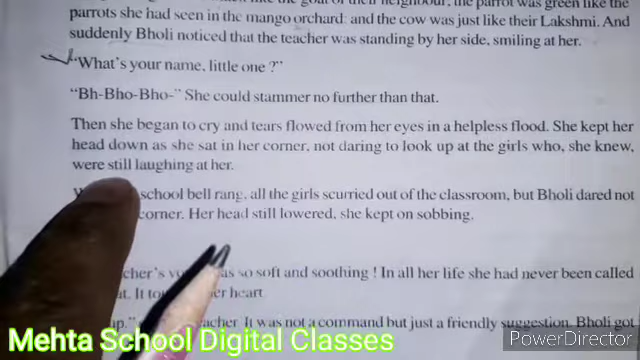 the parrot was green like the
parrots she had seen in the mango orchard: and the cow was just like their Lakshmi. And
suddenly Bholi noticed that the teacher was standing by her side, smiling at her.
"What's your name, little one ?"
"Bh-Bho-Bho-" She could stammer no further than that.
Then she began to cry and tears flowed from her eyes in a helpless flood. She kept her
head down as she sat in her corner, not daring to look up at the girls who, she knew,
were still laughing at her.
school bell rang, all the girls scurried out of the classroom, but Bholi dared not
corner. Her head still lowered, she kept on sobbing.
so soft and soothing ! In all her life she had never been called
heart
It was not a command but just a friendly suggestion. Bholi got
Mehta School Digital Classes
PowerDirector